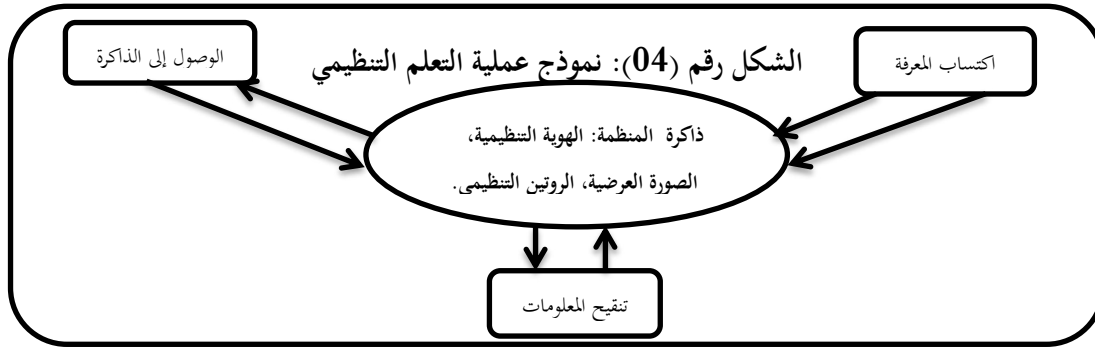 الشكل رقم (04): نموذج عملية التعلم التنظيمي
اكتساب المعرفة
الوصول إلى الذاكرة
ذاكرة المنظمة: الهوية التنظيمية،
الصورة العرضية، الروتين التنظيمي.
تنقيح المعلومات